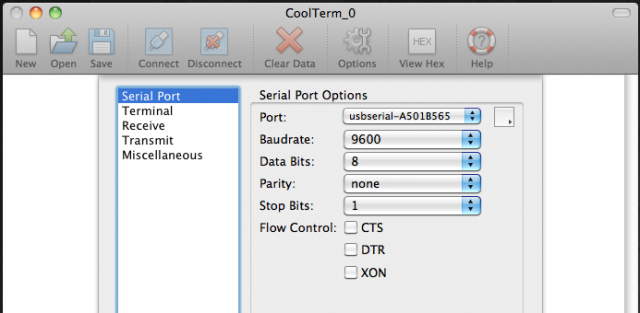 CoolTerm_0
New Open Save Connect Disconnect Clear Data Options HEX View Hex Help
Serial Port
Terminal
Receive
Transmit
Miscellaneous
Serial Port Options
Port: usbserial-A501B565
Baudrate: 9600
Data Bits: 8
Parity: none
Stop Bits: 1
Flow Control: CTS
DTR
XON